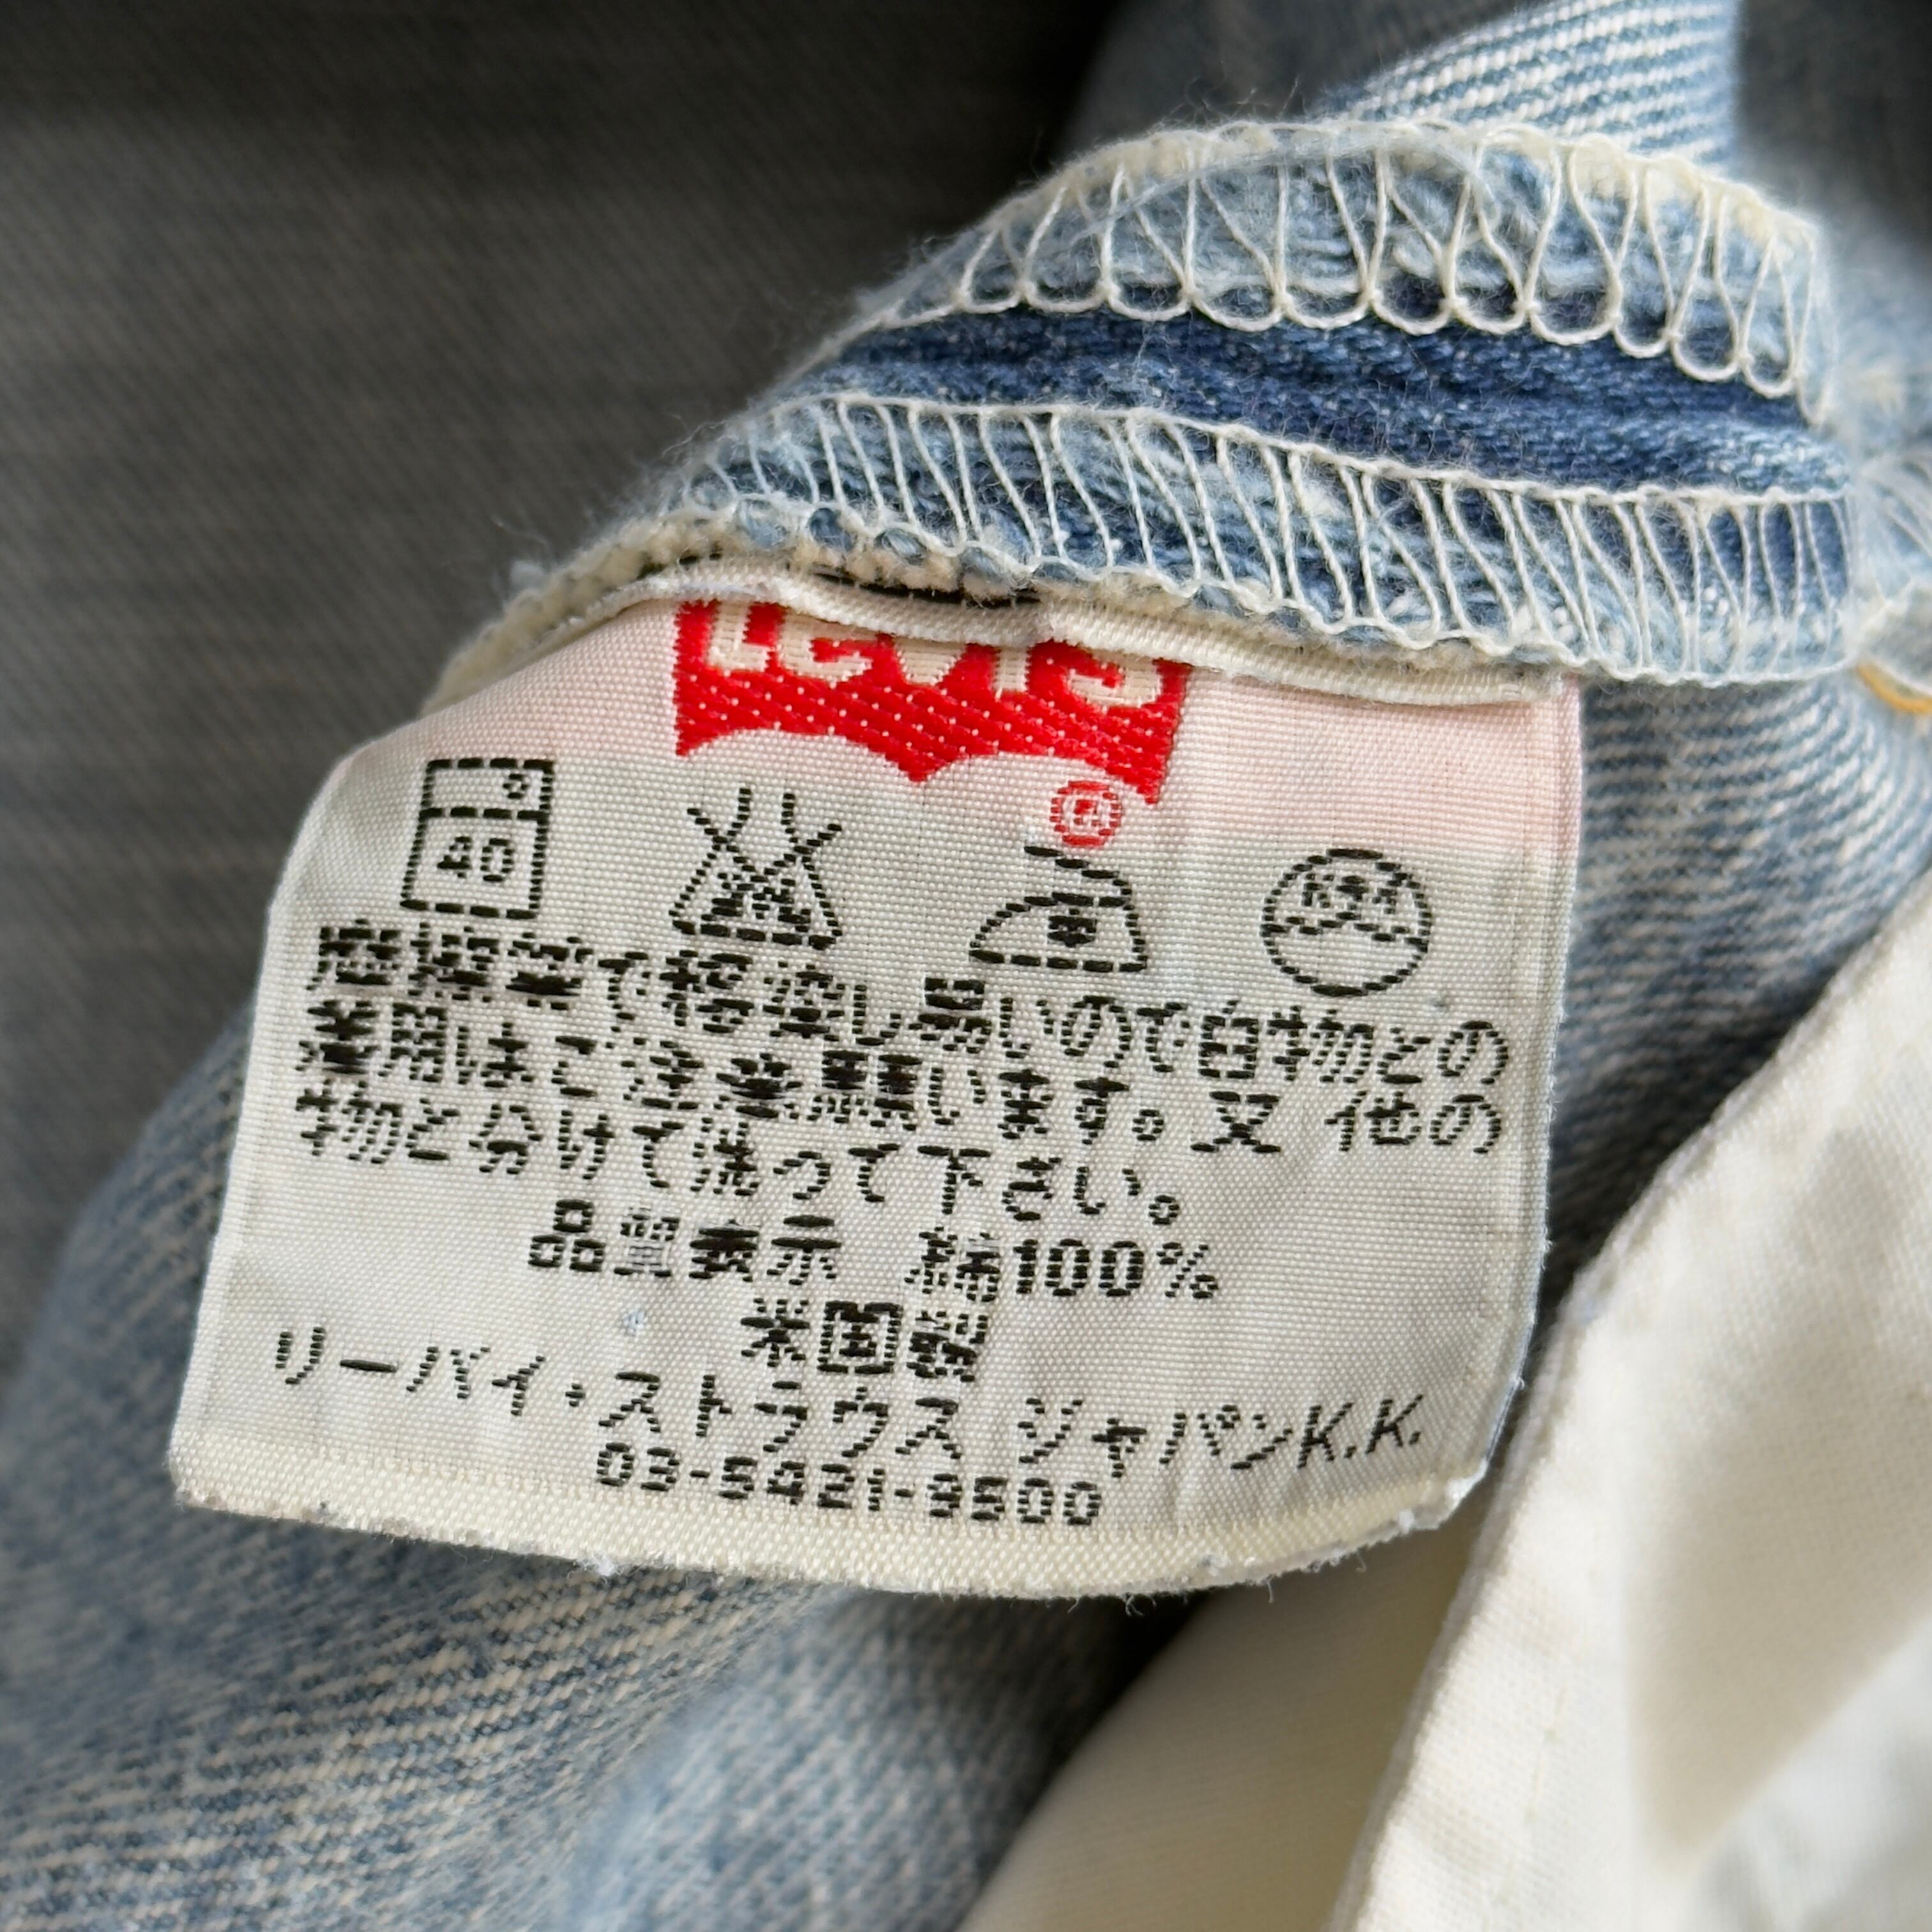 LEVI'S
®
40 ドライ
摩擦等で移染し易いので白物との
着用はご注意願います。又 他の
物と分けて洗って下さい。
品質表示 綿100%
米国製
リーバイ・ストラウス ジャパンK.K.
03-5421-9500